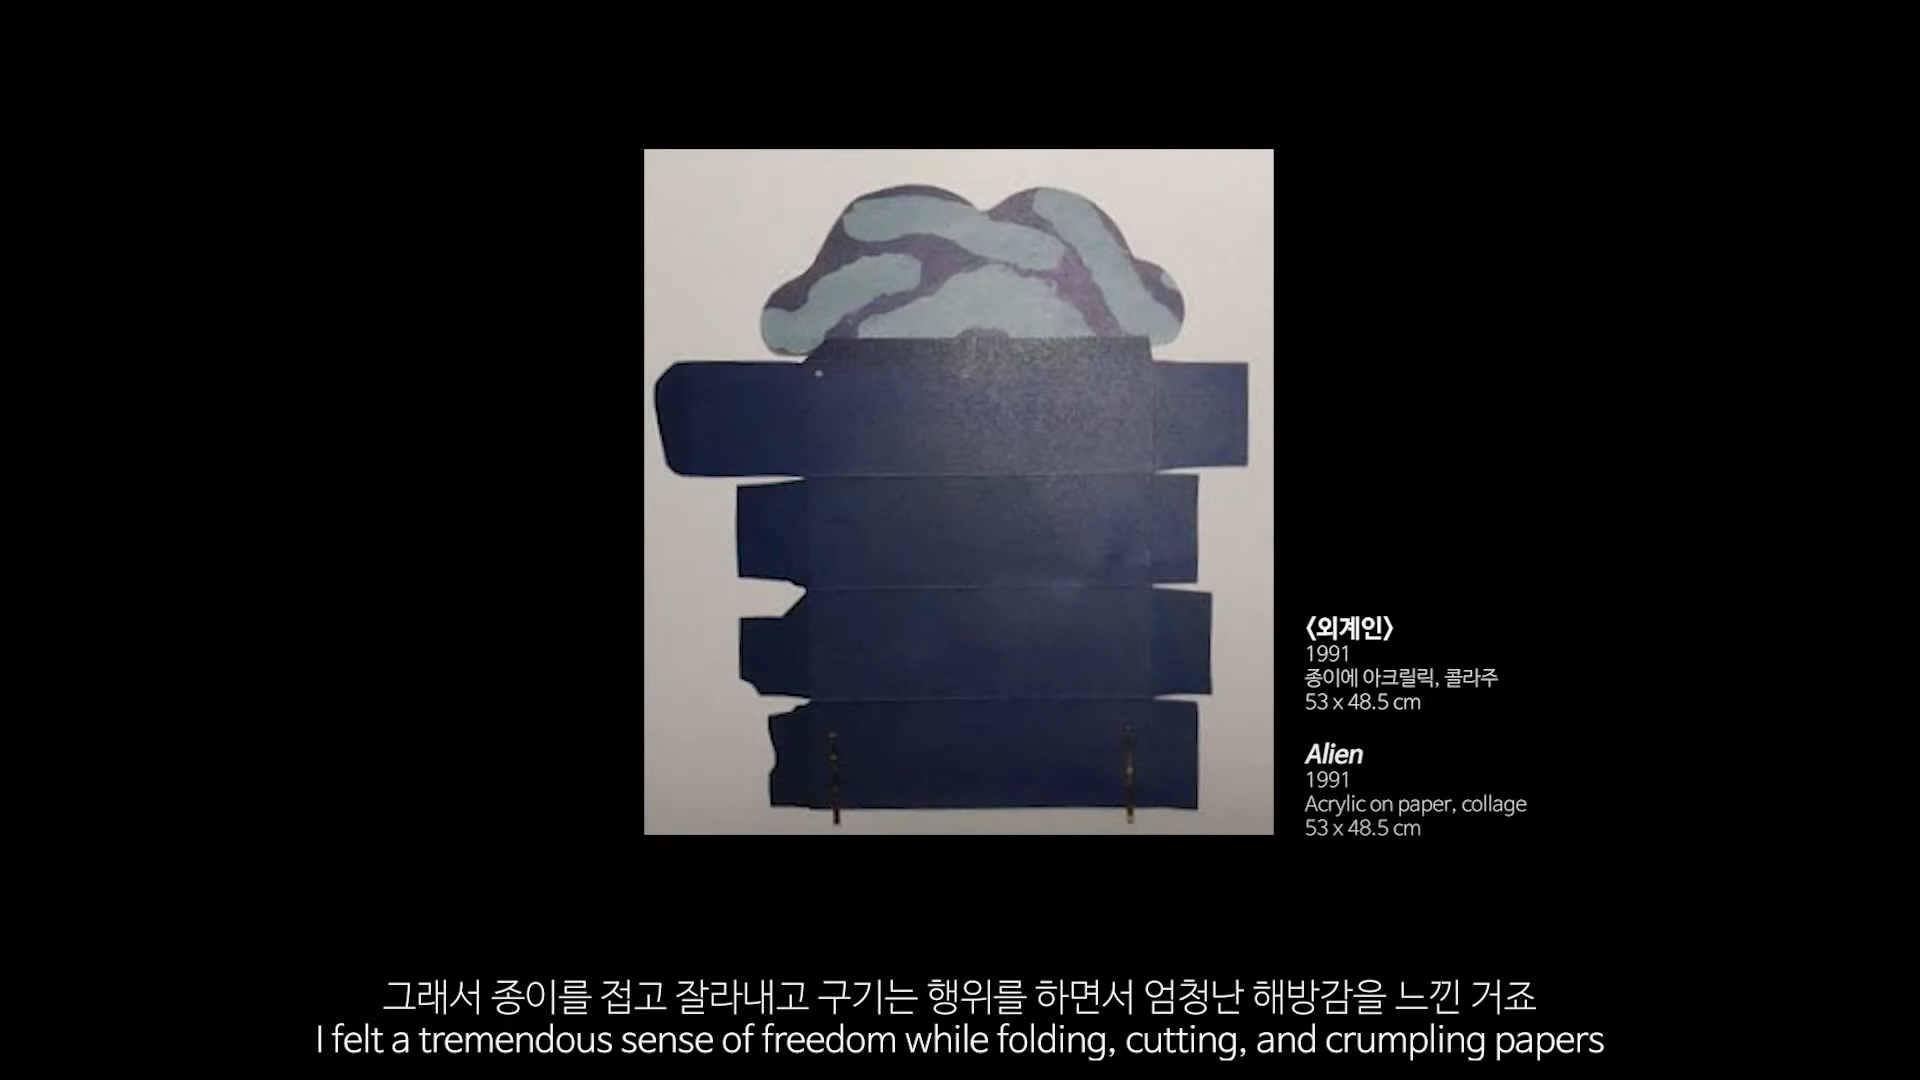 〈외계인〉
1991
종이에 아크릴릭, 콜라주
53 x 48.5 cm
Alien
1991
Acrylic on paper, collage
53 x 48.5 cm
그래서 종이를 접고 잘라내고 구기는 행위를 하면서 엄청난 해방감을 느낀 거죠
I felt a tremendous sense of freedom while folding, cutting, and crumpling papers